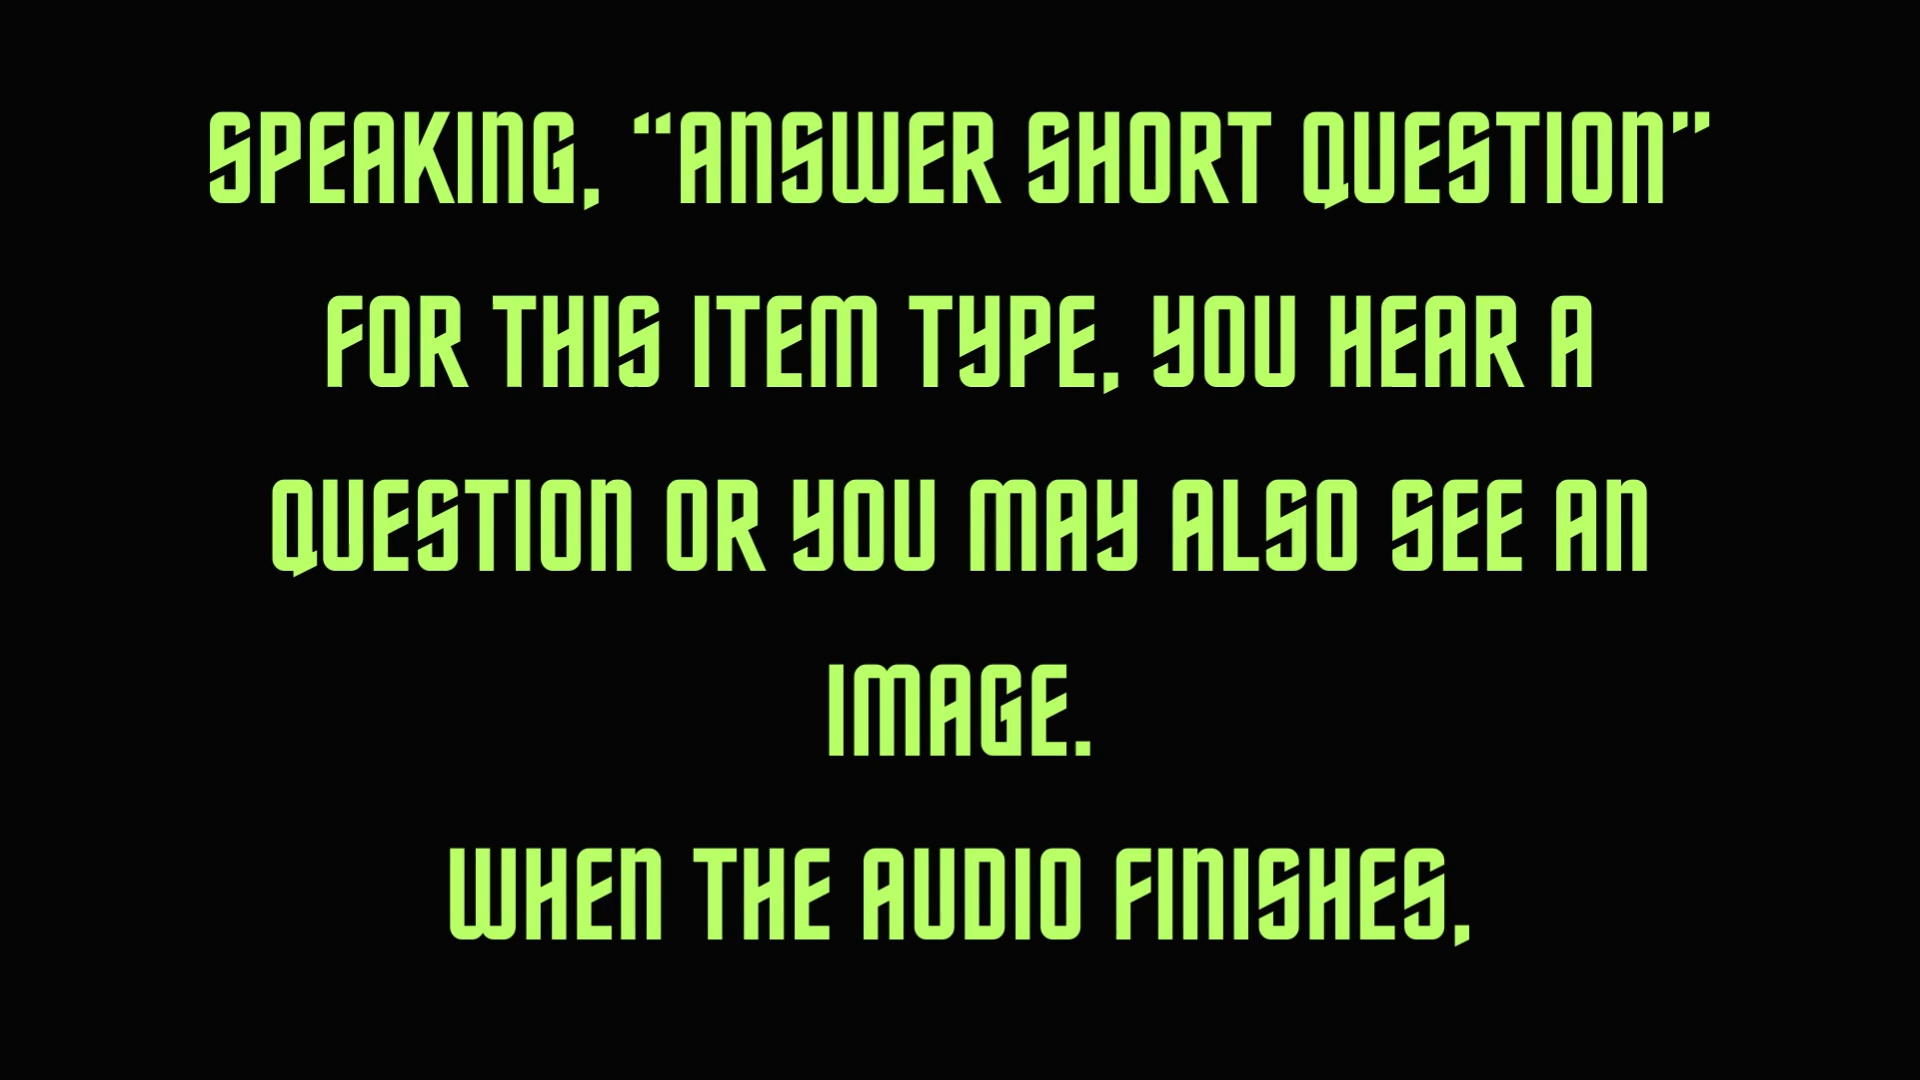 SPEAKING, “ANSWER SHORT QUESTION”
FOR THIS ITEM TYPE, YOU HEAR A
QUESTION OR YOU MAY ALSO SEE AN
IMAGE.
WHEN THE AUDIO FINISHES,